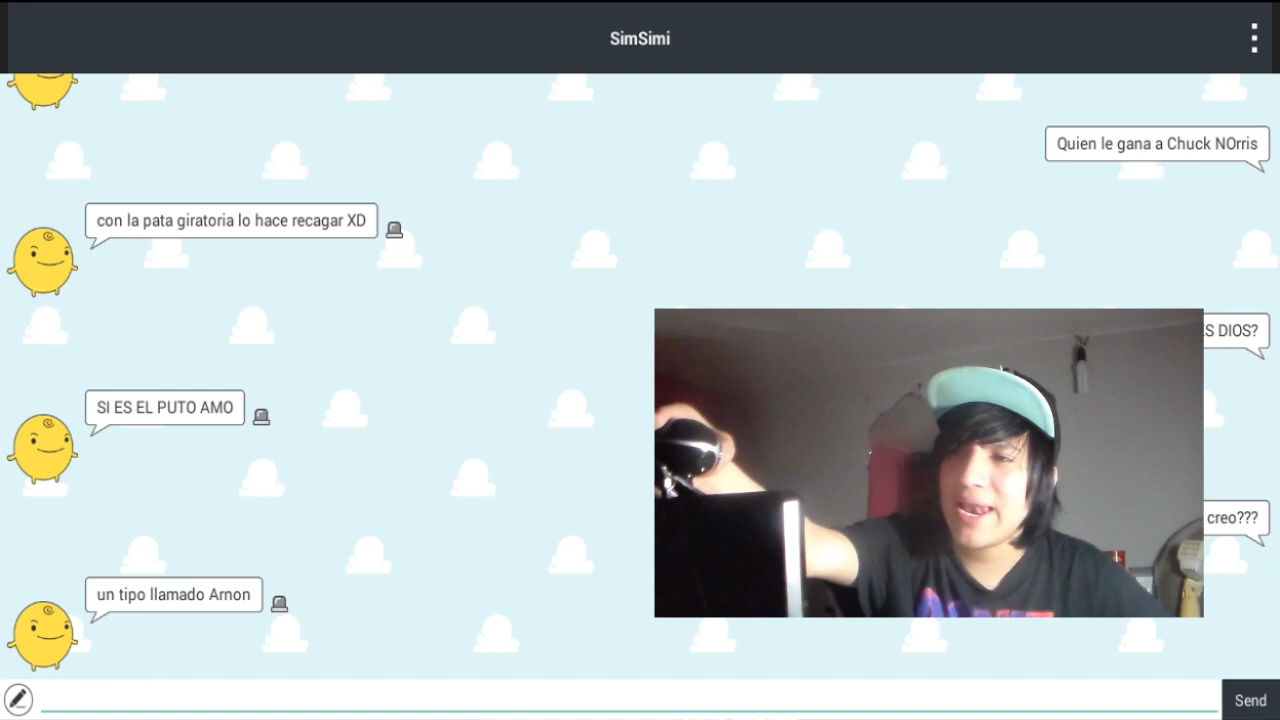 SimSimi
Quien le gana a Chuck NOrris
con la pata giratoria lo hace recagar XD
DIOS?
SI ES EL PUTO AMO
creo???
un tipo llamado Arnon
Send